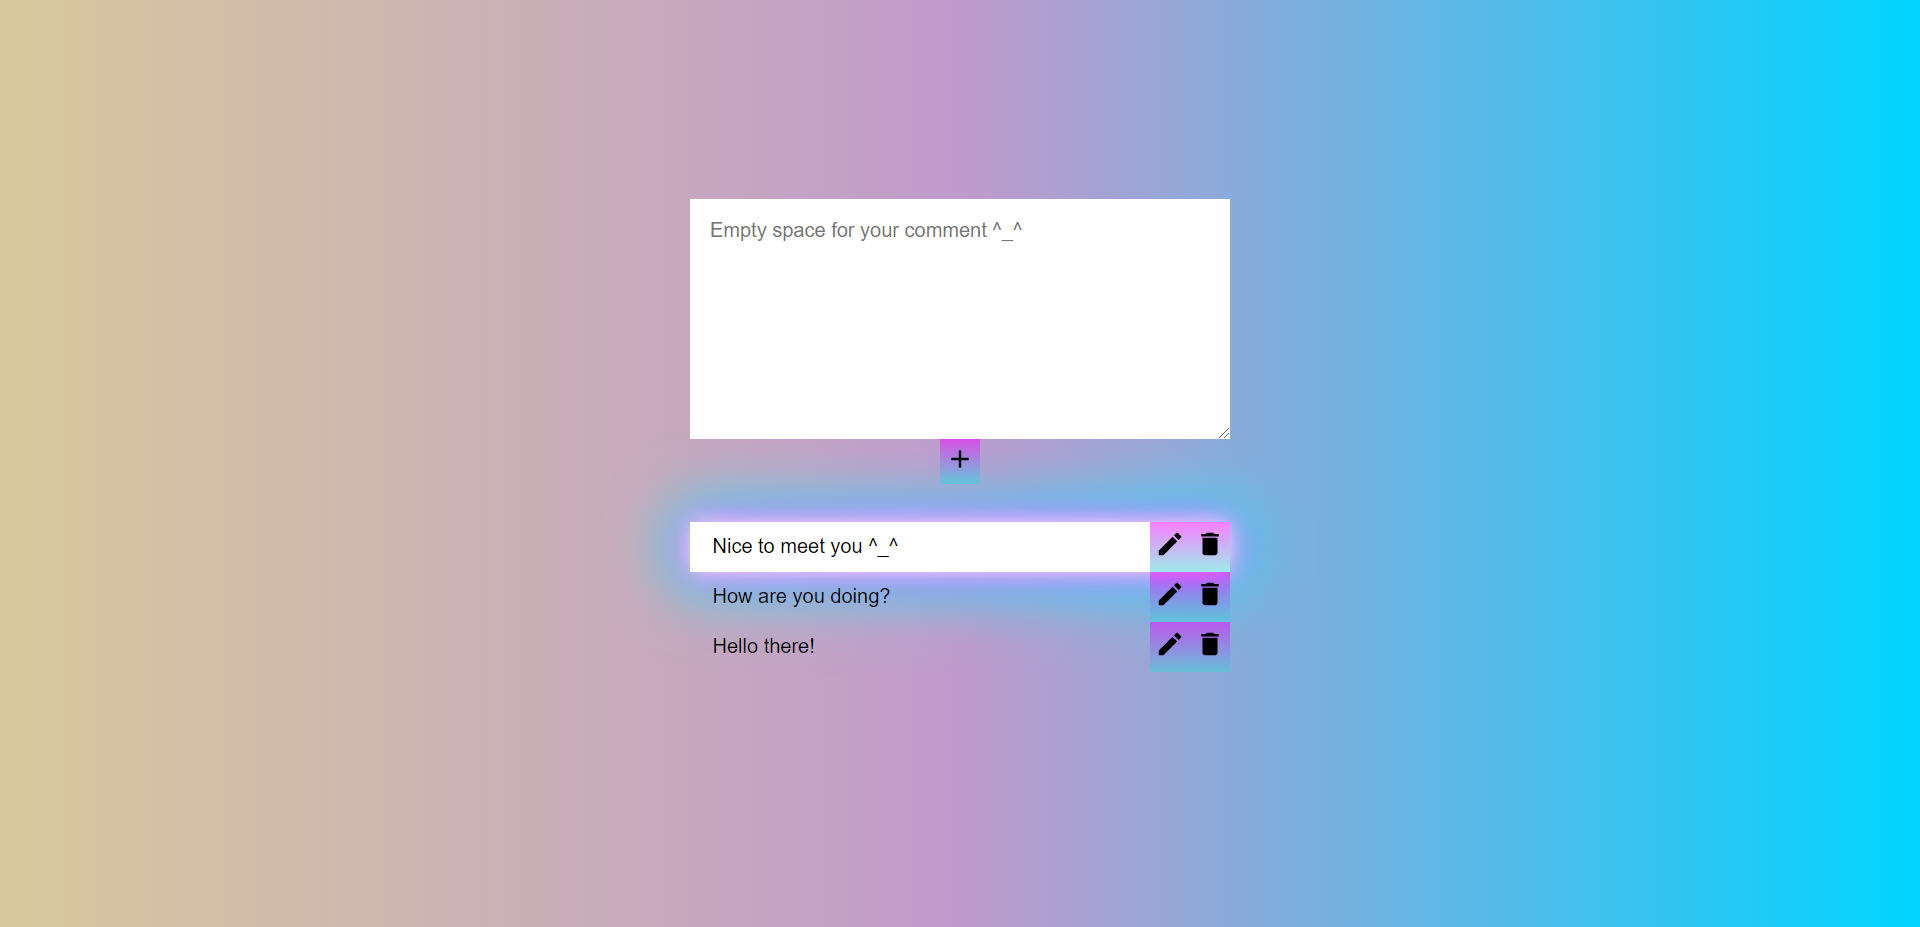 Empty space for your comment ^_^
+
Nice to meet you ^_^
How are you doing?
Hello there!